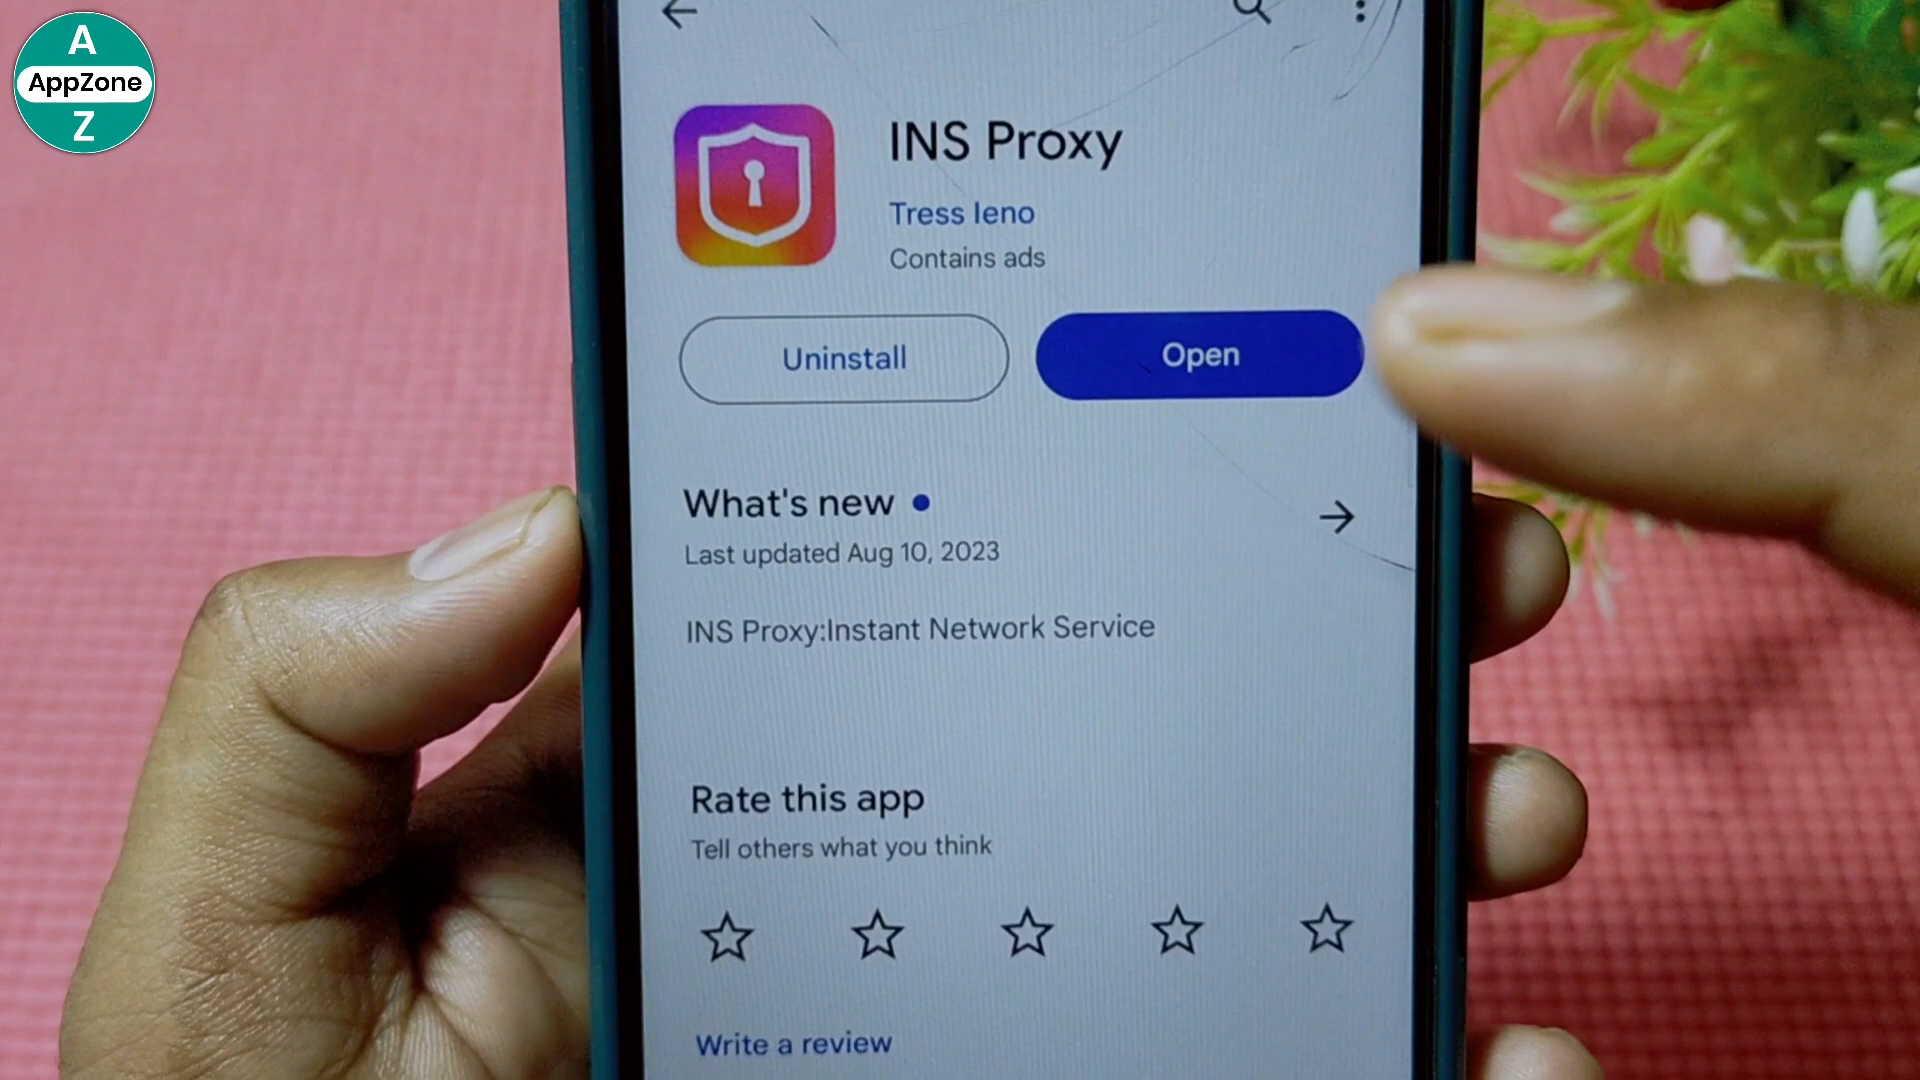 A
AppZone
Z
INS Proxy
Tress leno
Contains ads
Uninstall
Open
What's new
Last updated Aug 10, 2023
INS Proxy:Instant Network Service
Rate this app
Tell others what you think
Write a review